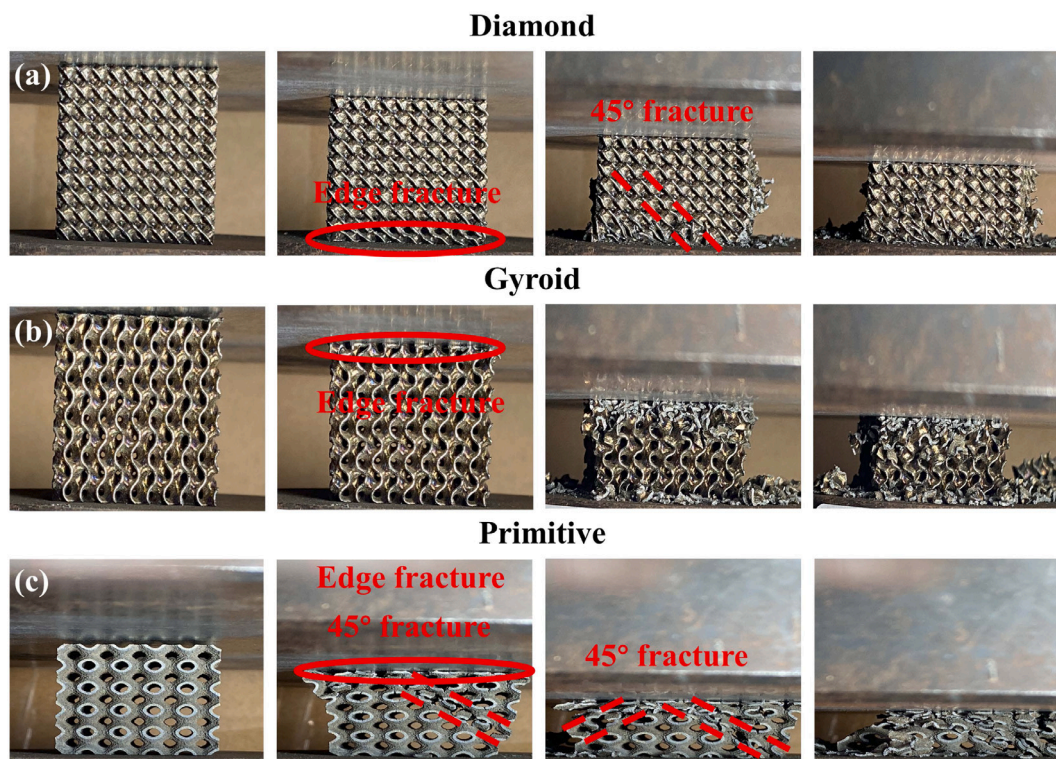 Diamond
(a)
Edge fracture
45° fracture
Gyroid
(b)
Edge fracture
Primitive
(c)
Edge fracture
45° fracture
45° fracture